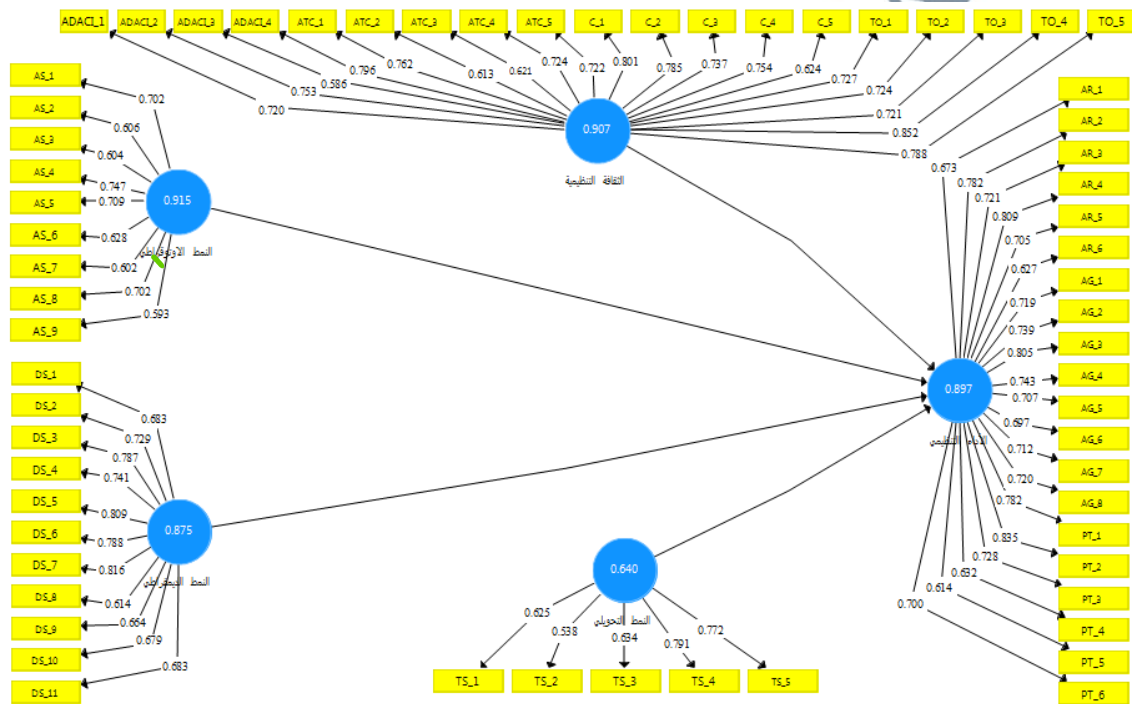 ADACI_1 ADACI_2 ADACI_3 ADACI_4 ATC_1 ATC_2 ATC_3 ATC_4 ATC_5 C_1 C_2 C_3 C_4 C_5 TO_1 TO_2 TO_3 TO_4 TO_5
0.720 0.753 0.586 0.796 0.762 0.613 0.621 0.724 0.722 0.801 0.785 0.737 0.754 0.624 0.727 0.724 0.721 0.852 0.788
0.907
الثقافة التنظيمية
AS_1
AS_2
AS_3
AS_4
AS_5
AS_6
AS_7
AS_8
AS_9
0.702
0.606
0.604
0.747
0.709
0.628
0.602
0.702
0.593
0.915
النمط الاوتوقراطي
DS_1
DS_2
DS_3
DS_4
DS_5
DS_6
DS_7
DS_8
DS_9
DS_10
DS_11
0.683
0.729
0.787
0.741
0.809
0.788
0.816
0.614
0.664
0.679
0.683
0.875
النمط الديمقراطي
0.640
النمط التحويلي
0.625 0.538 0.634 0.791 0.772
TS_1 TS_2 TS_3 TS_4 TS_5
0.897
الاداء التنظيمي
0.673
0.782
0.721
0.809
0.705
0.627
0.719
0.739
0.805
0.743
0.707
0.697
0.712
0.720
0.782
0.835
0.728
0.632
0.614
0.700
AR_1
AR_2
AR_3
AR_4
AR_5
AR_6
AG_1
AG_2
AG_3
AG_4
AG_5
AG_6
AG_7
AG_8
PT_1
PT_2
PT_3
PT_4
PT_5
PT_6